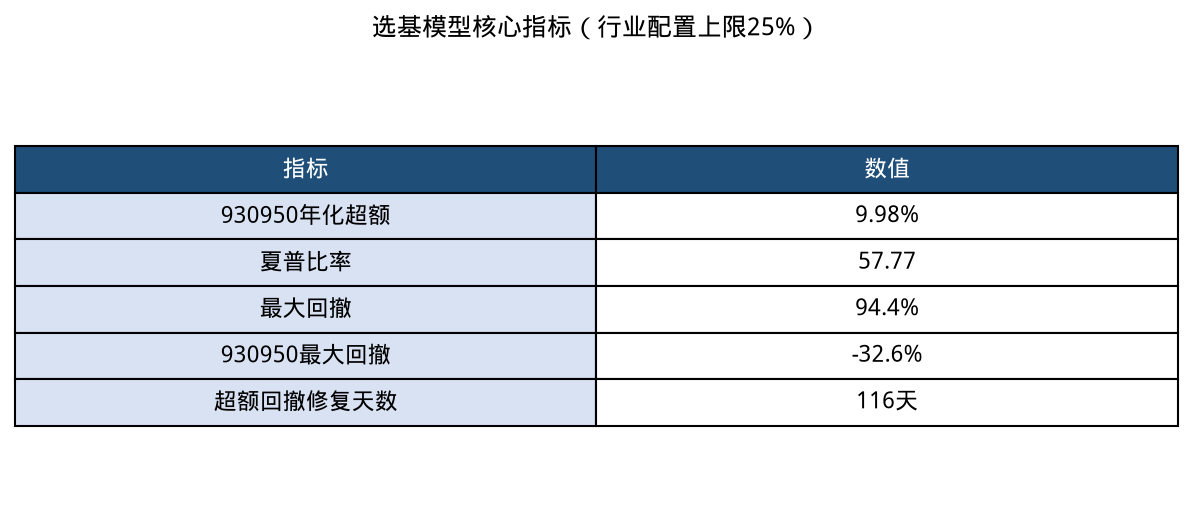 选基模型核心指标（行业配置上限25%）
指标 数值
930950年化超额 9.98%
夏普比率 57.77
最大回撤 94.4%
930950最大回撤 -32.6%
超额回撤修复天数 116天